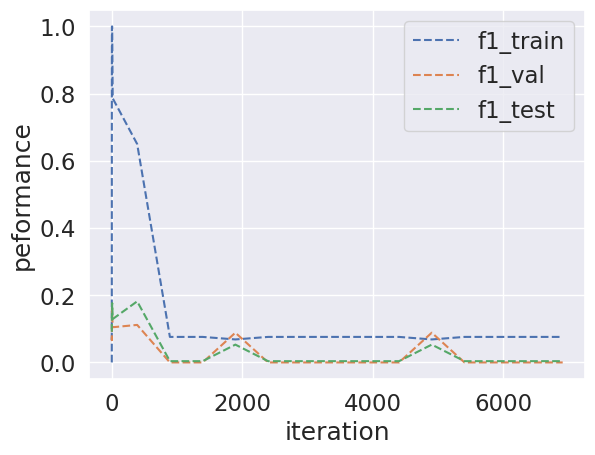 1.0
0.8
0.6
0.4
0.2
0.0
peformance
f1_train
f1_val
f1_test
0 2000 4000 6000
iteration